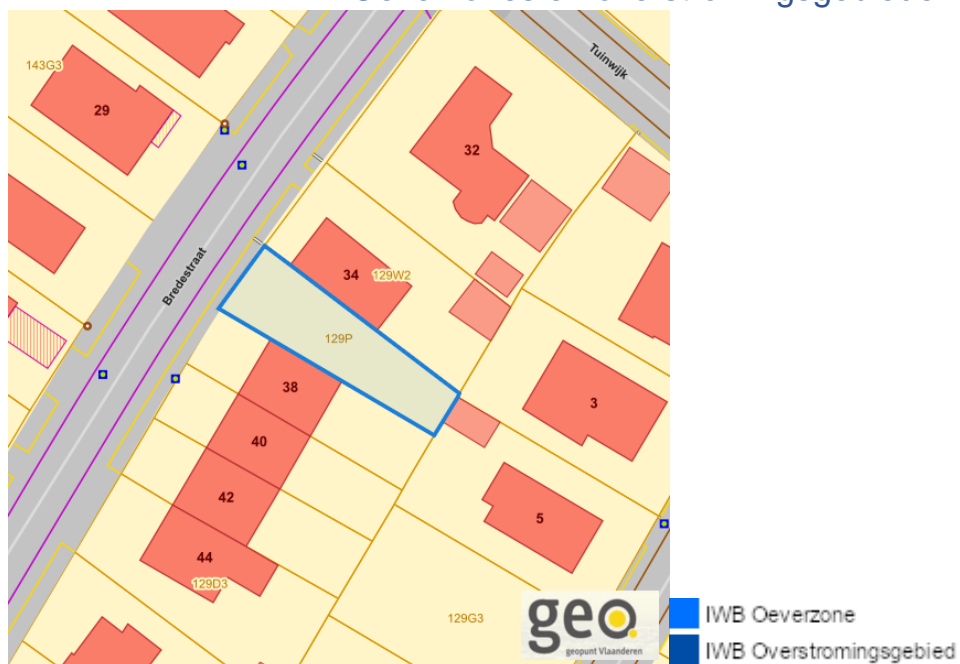 143G3
29
Tuinwijk
32
Bredestraat
34
129W2
129P
38
3
40
42
5
44
129D3
129G3
geo
geopunt Vlaanderen
IWB Oeverzone
IWB Overstromingsgebied